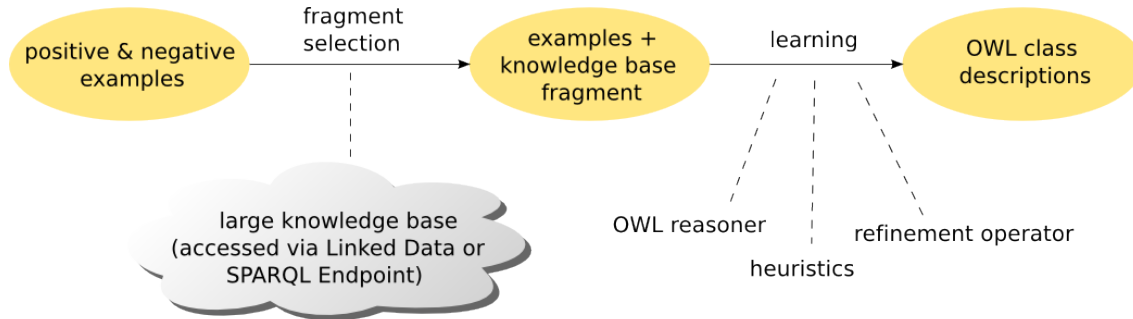 positive & negative
examples
fragment
selection
examples +
knowledge base
fragment
learning
OWL class
descriptions
large knowledge base
(accessed via Linked Data or
SPARQL Endpoint)
OWL reasoner
heuristics
refinement operator